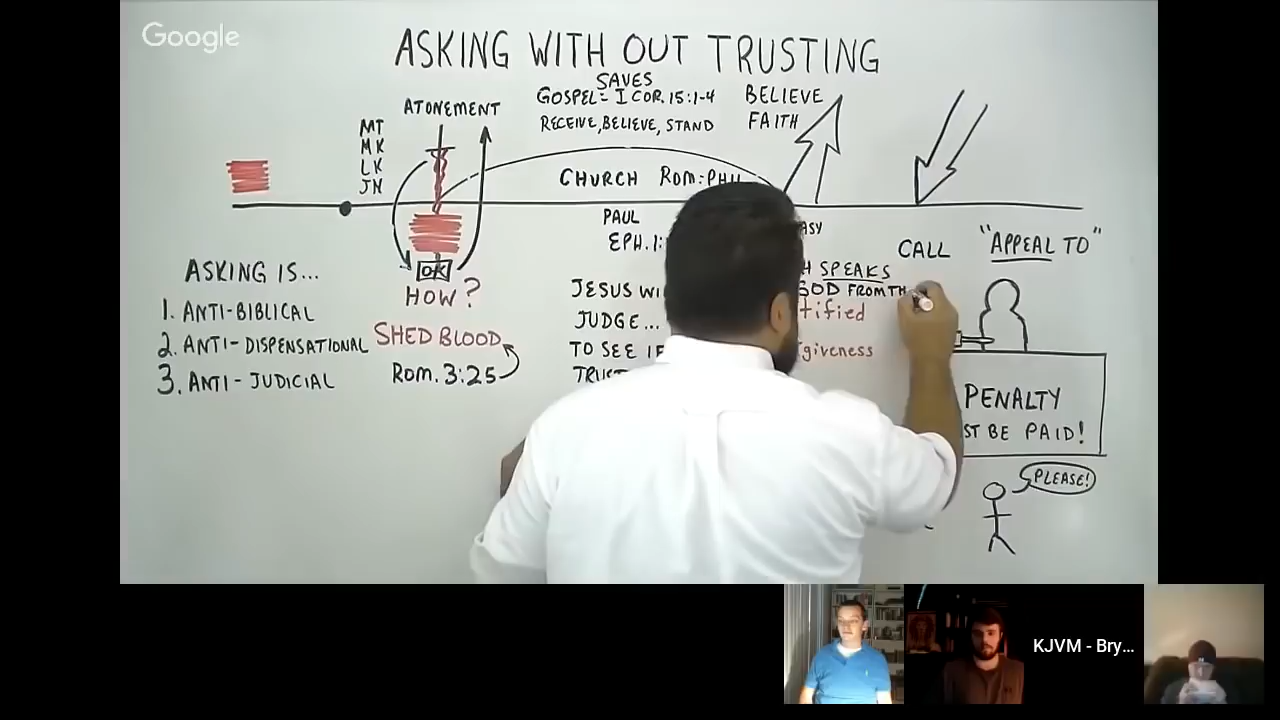 Google
ASKING WITH OUT TRUSTING
SAVES
GOSPEL = I COR. 15:1-4
RECEIVE, BELIEVE, STAND
BELIEVE
FAITH
ATONEMENT
MT
MK
LK
JN
CHURCH ROM:PHIL
PAUL
EPH. 1:
CALL
"APPEAL TO"
SPEAKS
GOD FROM TH
ASKING IS...
1. ANTI-BIBLICAL
2. ANTI-DISPENSATIONAL
3. ANTI-JUDICIAL
OK
HOW?
SHED BLOOD
Rom. 3:25
JESUS WI
JUDGE...
TO SEE IF
TRUST
tified
giveness
PENALTY
ST BE PAID!
PLEASE!
KJVM - Bry...